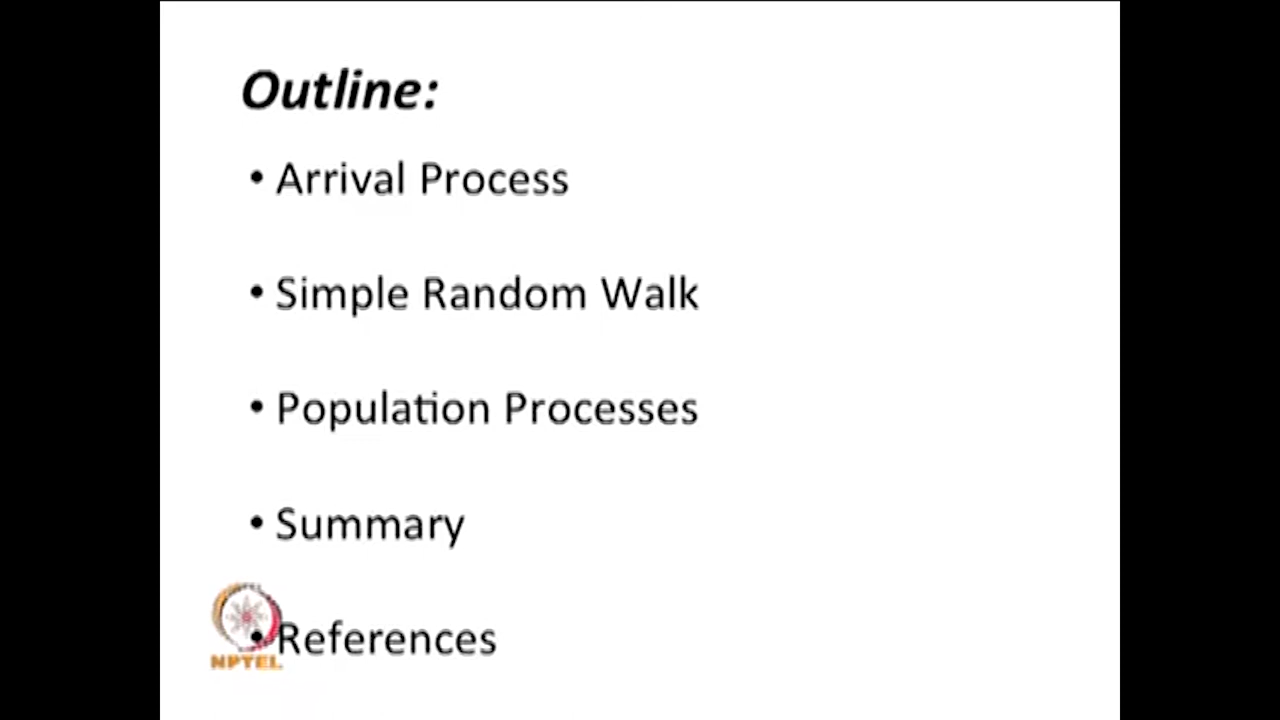 Outline:
• Arrival Process
• Simple Random Walk
• Population Processes
• Summary
• References
NPTEL